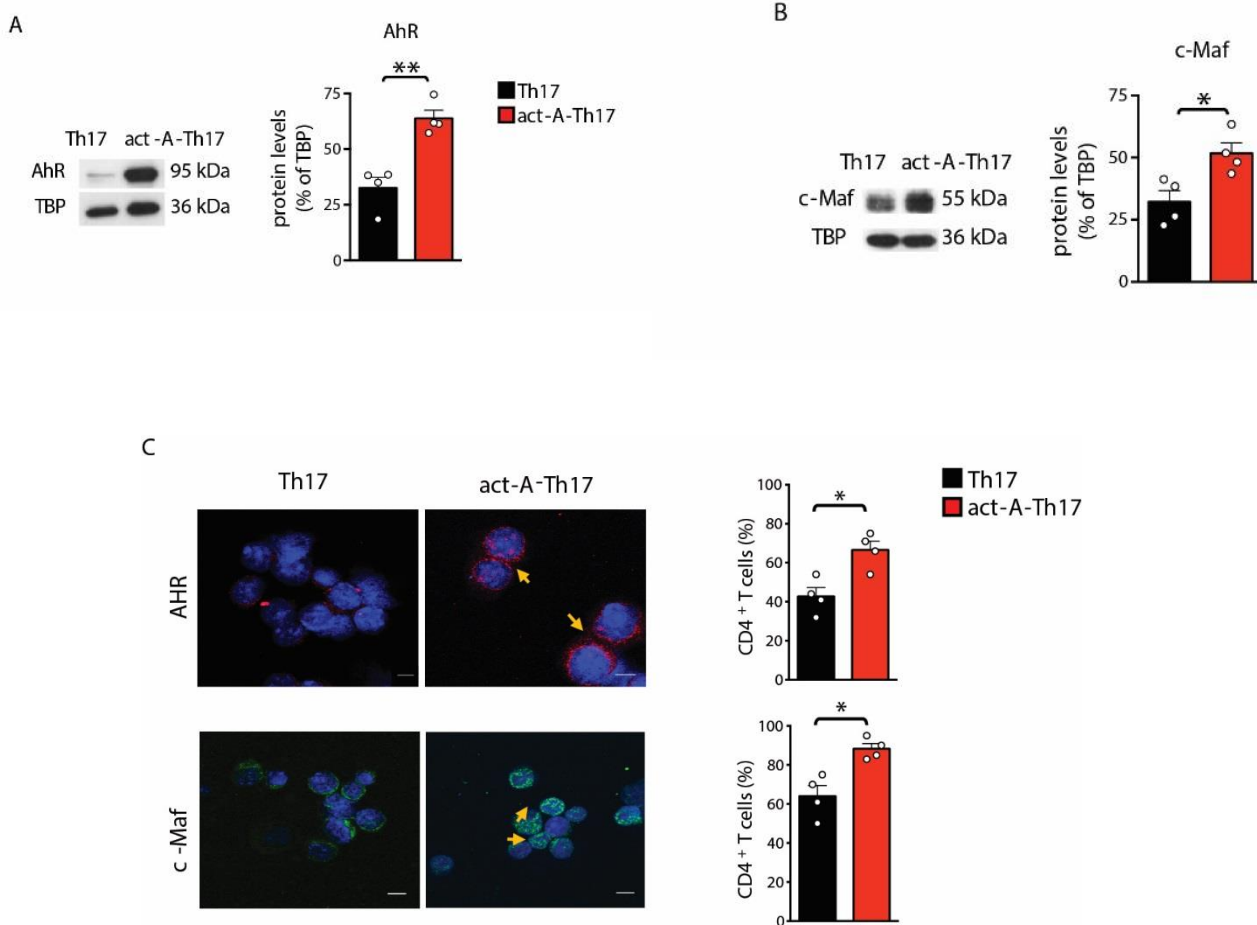 A
AhR
**
Th17
act-A-Th17
75
50
25
0
protein levels
(% of TBP)
Th17 act-A-Th17
AhR 95 kDa
TBP 36 kDa
B
c-Maf
*
75
50
25
0
protein levels
(% of TBP)
Th17 act-A-Th17
c-Maf 55 kDa
TBP 36 kDa
C
Th17 act-A-Th17
AHR
c-Maf
Th17
act-A-Th17
100
80
60
40
20
0
CD4+ T cells (%)
*
100
80
60
40
20
0
CD4+ T cells (%)
*